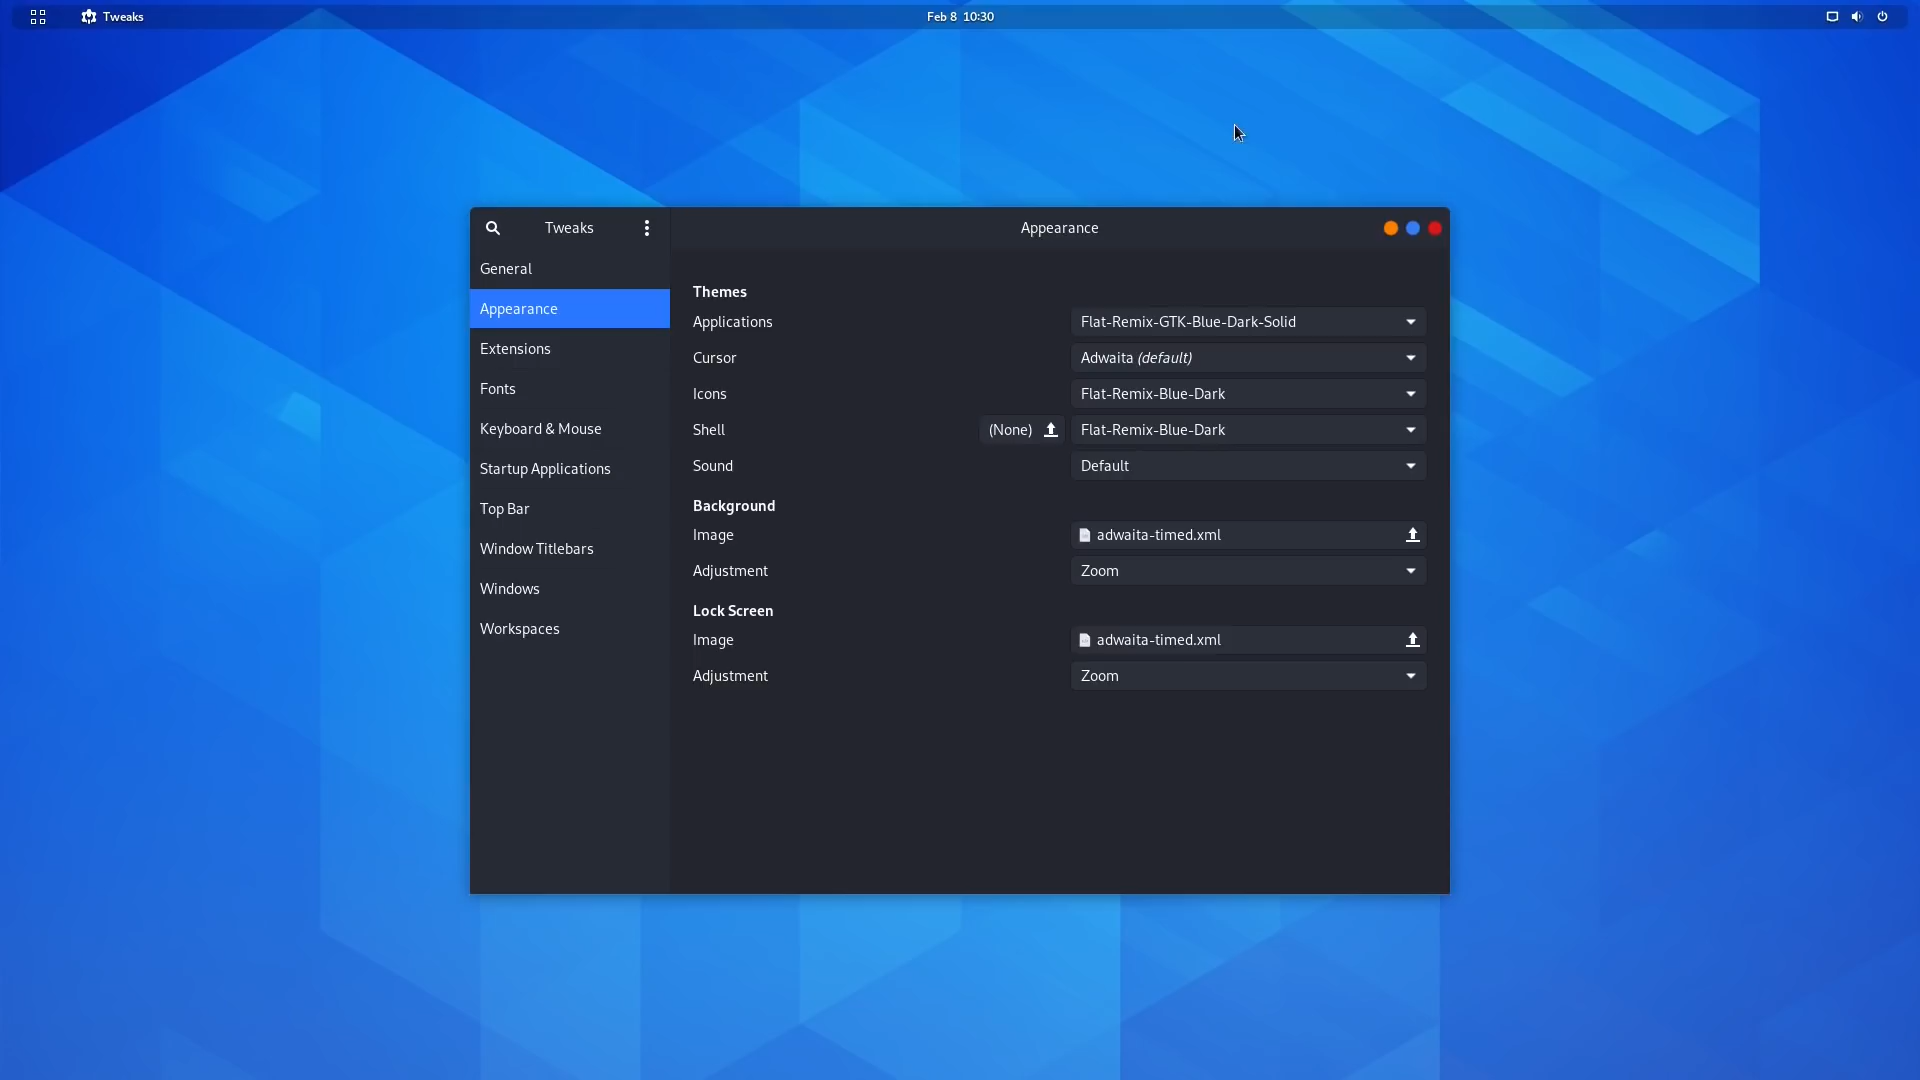 Tweaks
Feb 8 10:30
Tweaks
Appearance
General
Appearance
Extensions
Fonts
Keyboard & Mouse
Startup Applications
Top Bar
Window Titlebars
Windows
Workspaces
Themes
Applications Flat-Remix-GTK-Blue-Dark-Solid
Cursor Adwaita (default)
Icons Flat-Remix-Blue-Dark
Shell (None) Flat-Remix-Blue-Dark
Sound Default
Background
Image adwaita-timed.xml
Adjustment Zoom
Lock Screen
Image adwaita-timed.xml
Adjustment Zoom